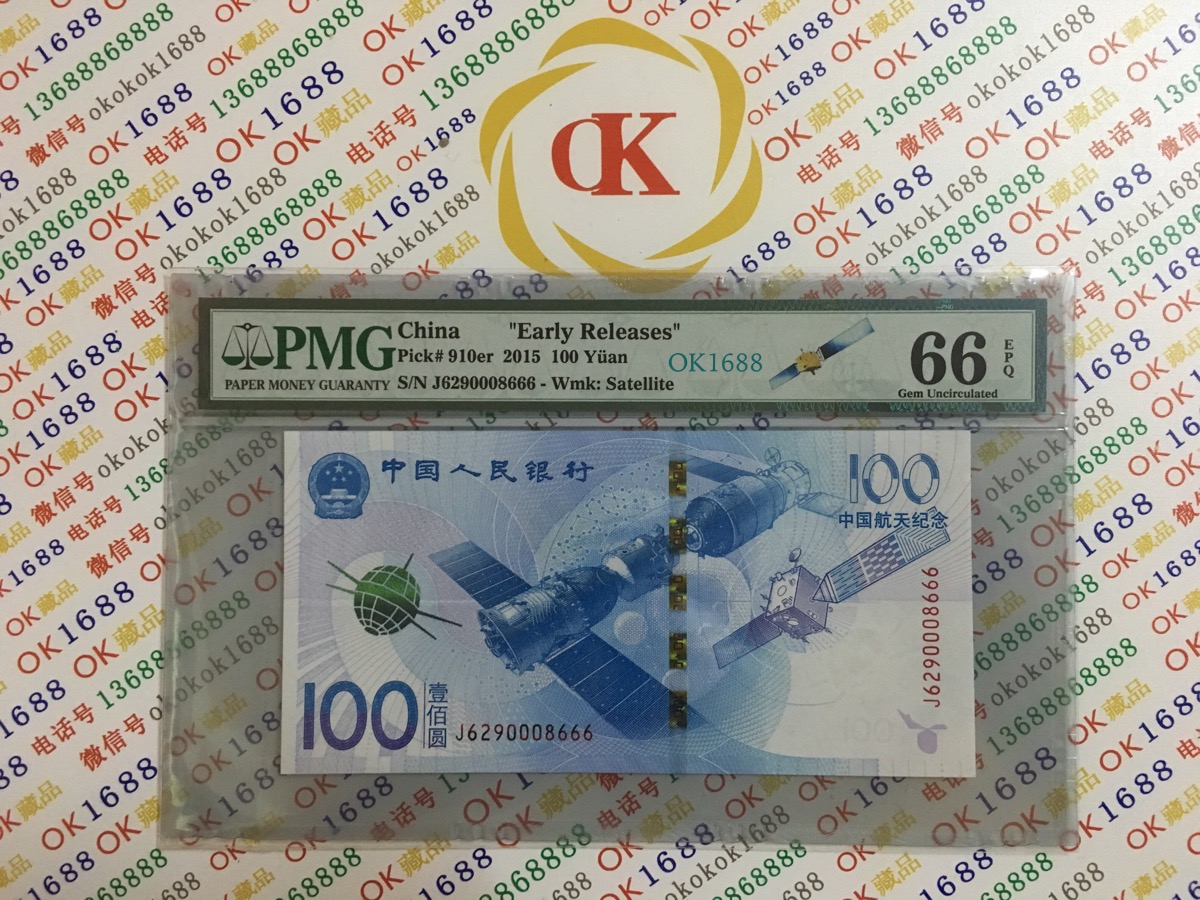 OK
PMG
PAPER MONEY GUARANTY
China "Early Releases"
Pick# 910er 2015 100 Yüan
S/N J6290008666 - Wmk: Satellite
OK1688
66
EPQ
Gem Uncirculated
中国人民银行
100
中国航天纪念
J6290008666
100
壹佰圆
J6290008666
OK藏品
OK1688
电话号 13688868888
微信号 okokok1688